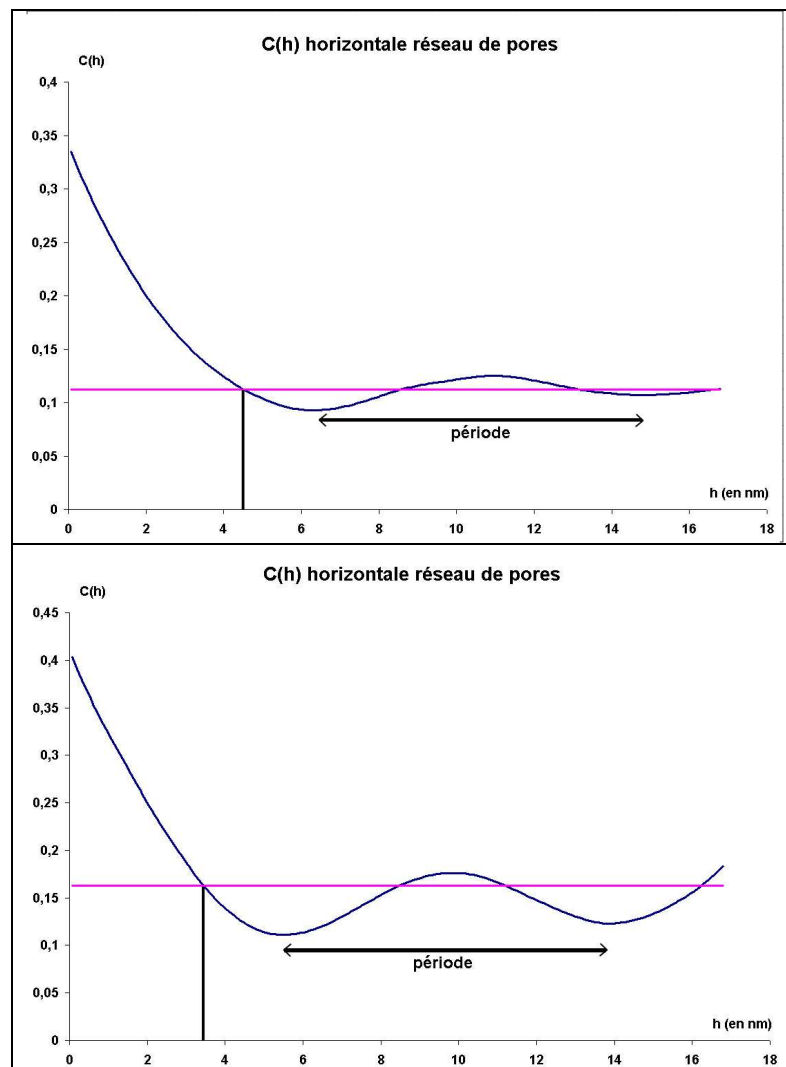 C(h) horizontale réseau de pores
C(h)
0,4
0,35
0,3
0,25
0,2
0,15
0,1
0,05
0
période
h (en nm)
0 2 4 6 8 10 12 14 16 18
C(h) horizontale réseau de pores
C(h)
0,45
0,4
0,35
0,3
0,25
0,2
0,15
0,1
0,05
0
période
h (en nm)
0 2 4 6 8 10 12 14 16 18